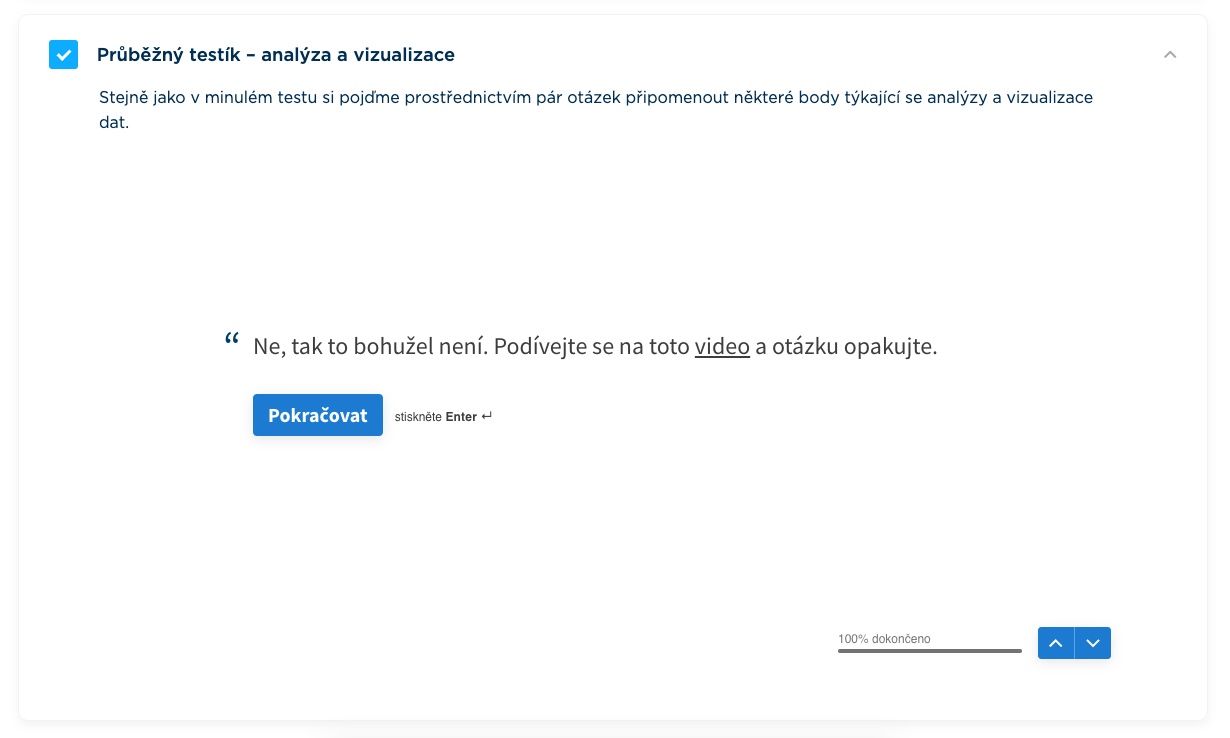 Průběžný testík – analýza a vizualizace
Stejně jako v minulém testu si pojďme prostřednictvím pár otázek připomenout některé body týkající se analýzy a vizualizace
dat.
“ Ne, tak to bohužel není. Podívejte se na toto video a otázku opakujte.
Pokračovat stiskněte Enter ↵
100% dokončeno